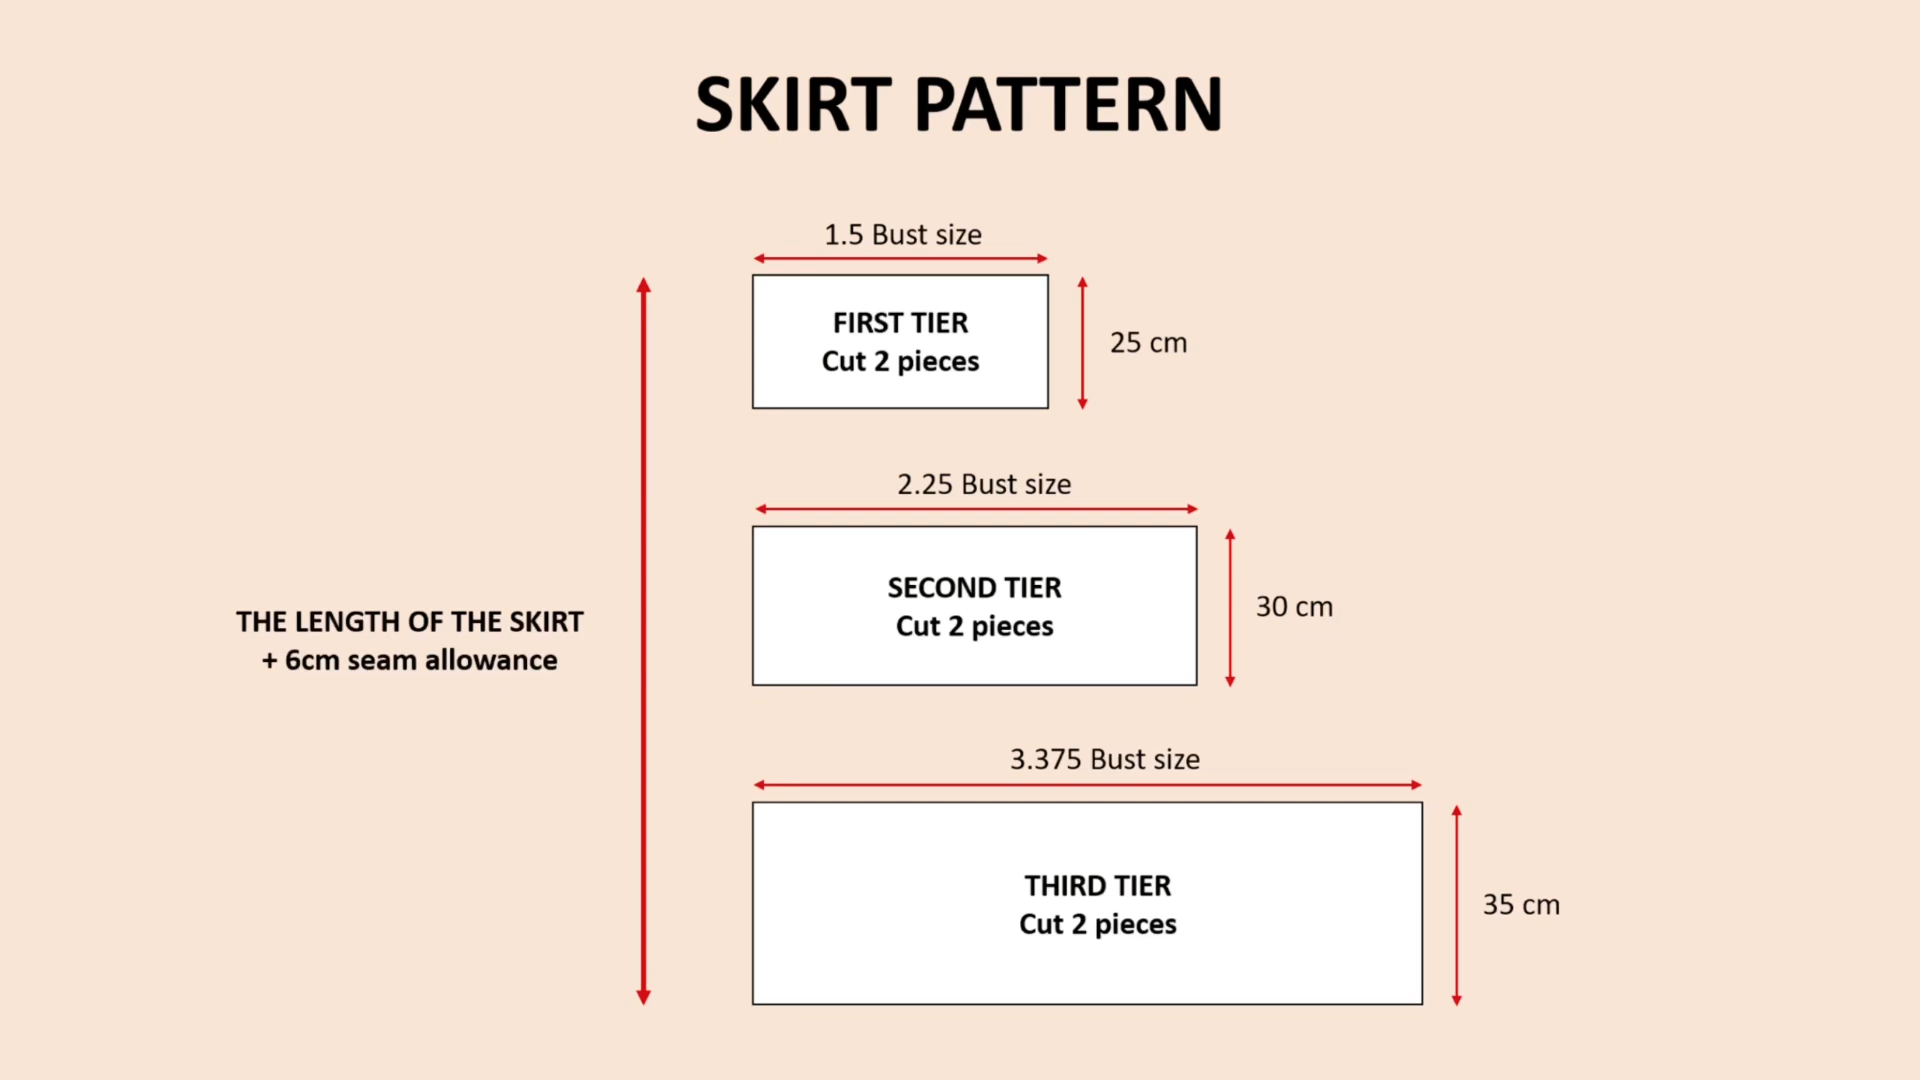 SKIRT PATTERN
1.5 Bust size
FIRST TIER
Cut 2 pieces
25 cm
2.25 Bust size
SECOND TIER
Cut 2 pieces
30 cm
THE LENGTH OF THE SKIRT
+ 6cm seam allowance
3.375 Bust size
THIRD TIER
Cut 2 pieces
35 cm